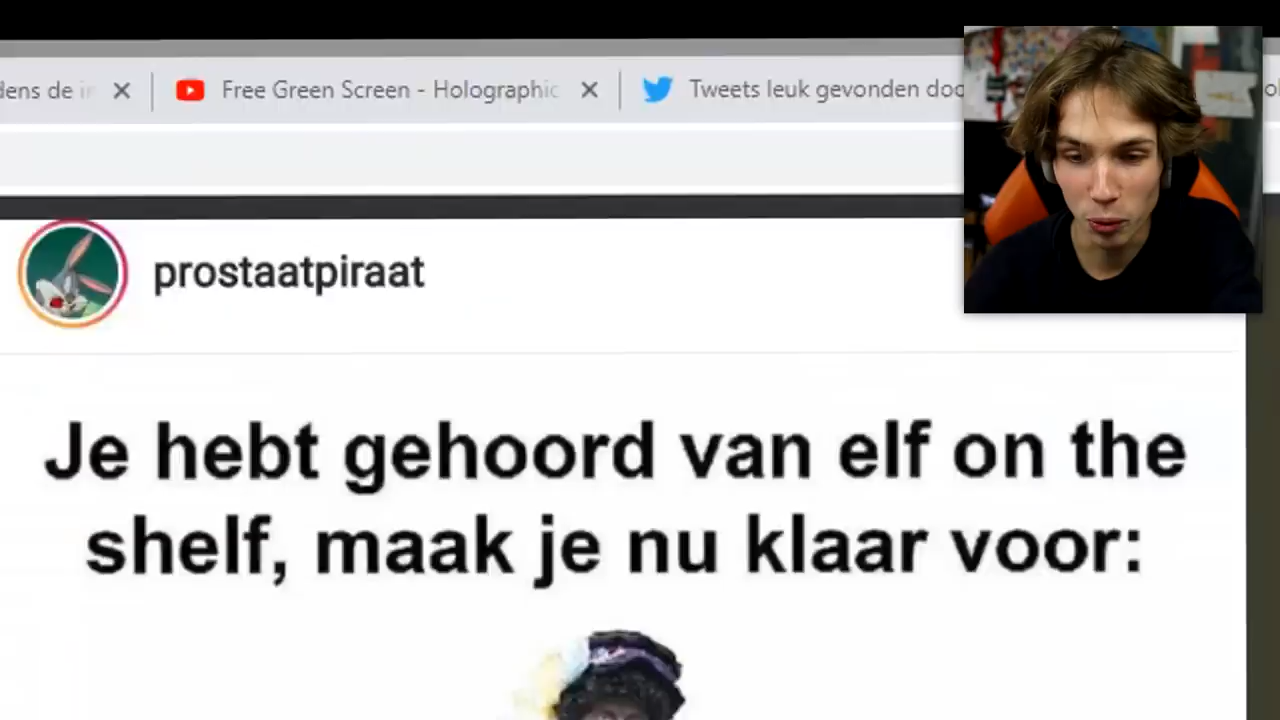 dens de in
Free Green Screen - Holographic
Tweets leuk gevonden doo
prostaatpiraat
Je hebt gehoord van elf on the
shelf, maak je nu klaar voor: